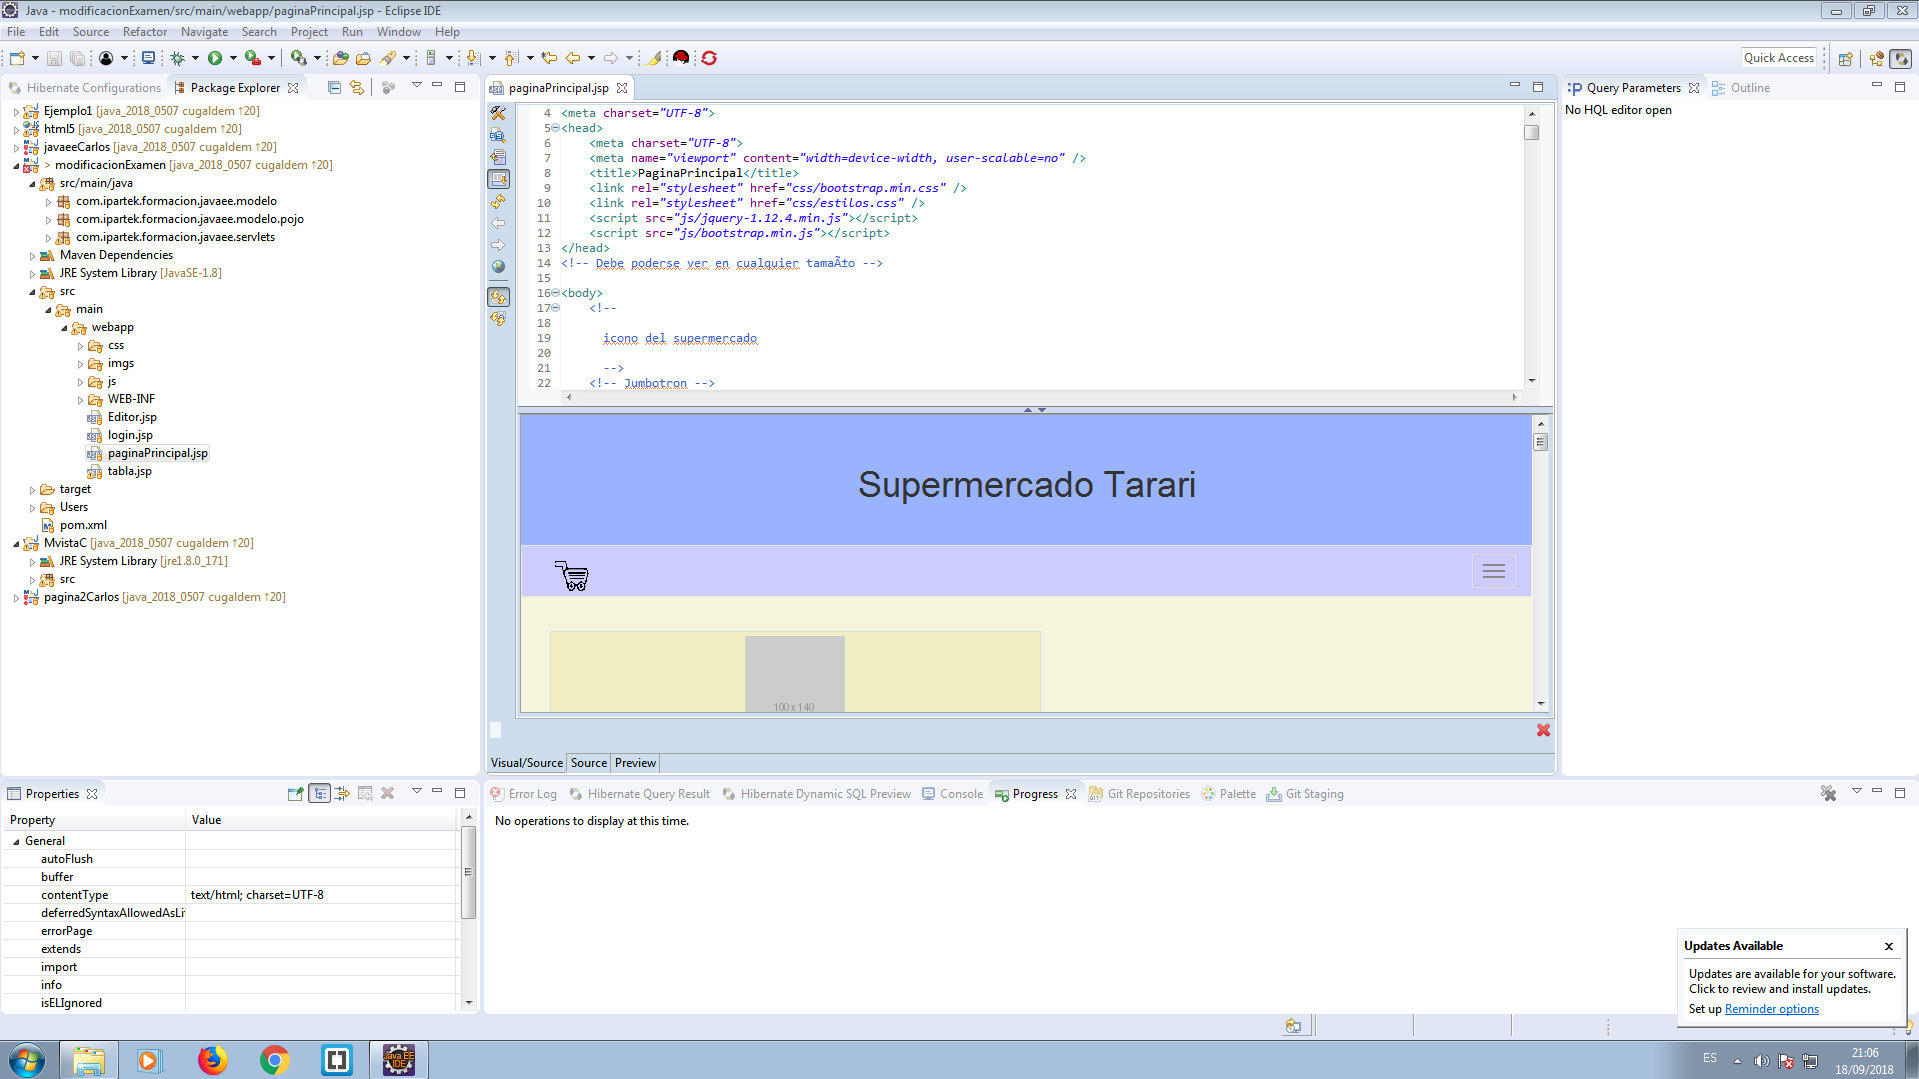 Java - modificacionExamen/src/main/webapp/paginaPrincipal.jsp - Eclipse IDE
File Edit Source Refactor Navigate Search Project Run Window Help
Quick Access
Hibernate Configurations
Package Explorer
Ejemplo1 [java_2018_0507 cugaldem ↑20]
html5 [java_2018_0507 cugaldem ↑20]
javaeeCarlos [java_2018_0507 cugaldem ↑20]
> modificacionExamen [java_2018_0507 cugaldem ↑20]
src/main/java
com.ipartek.formacion.javaee.modelo
com.ipartek.formacion.javaee.modelo.pojo
com.ipartek.formacion.javaee.servlets
Maven Dependencies
JRE System Library [JavaSE-1.8]
src
main
webapp
css
imgs
js
WEB-INF
Editor.jsp
login.jsp
paginaPrincipal.jsp
tabla.jsp
target
Users
pom.xml
MvistaC [java_2018_0507 cugaldem ↑20]
JRE System Library [jre1.8.0_171]
src
pagina2Carlos [java_2018_0507 cugaldem ↑20]
paginaPrincipal.jsp
4 <meta charset="UTF-8">
5 <head>
6 <meta charset="UTF-8">
7 <meta name="viewport" content="width=device-width, user-scalable=no" />
8 <title>PaginaPrincipal</title>
9 <link rel="stylesheet" href="css/bootstrap.min.css" />
10 <link rel="stylesheet" href="css/estilos.css" />
11 <script src="js/jquery-1.12.4.min.js"></script>
12 <script src="js/bootstrap.min.js"></script>
13 </head>
14 <!-- Debe poderse ver en cualquier tamaÃ±o -->
15
16 <body>
17 <!--
18
19 icono del supermercado
20
21 -->
22 <!-- Jumbotron -->
Supermercado Tarari
100 x 140
Visual/Source Source Preview
Query Parameters
Outline
No HQL editor open
Properties
Property Value
General
autoFlush
buffer
contentType text/html; charset=UTF-8
deferredSyntaxAllowedAsLi
errorPage
extends
import
info
isELIgnored
Error Log Hibernate Query Result Hibernate Dynamic SQL Preview Console Progress Git Repositories Palette Git Staging
No operations to display at this time.
Updates Available
Updates are available for your software.
Click to review and install updates.
Set up Reminder options
Java EE
IDE
ES
21:06
18/09/2018